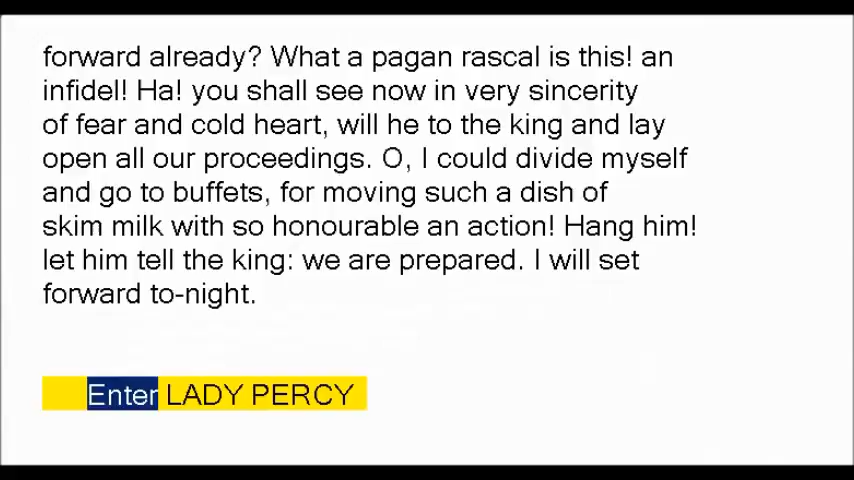 forward already? What a pagan rascal is this! an
infidel! Ha! you shall see now in very sincerity
of fear and cold heart, will he to the king and lay
open all our proceedings. O, I could divide myself
and go to buffets, for moving such a dish of
skim milk with so honourable an action! Hang him!
let him tell the king: we are prepared. I will set
forward to-night.
Enter LADY PERCY